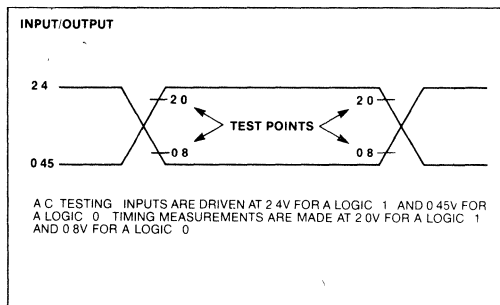 INPUT/OUTPUT
2 4
2 0
2 0
TEST POINTS
0 8
0 8
0 45
A C TESTING INPUTS ARE DRIVEN AT 2 4V FOR A LOGIC 1 AND 0 45V FOR
A LOGIC 0 TIMING MEASUREMENTS ARE MADE AT 2 0V FOR A LOGIC 1
AND 0 8V FOR A LOGIC 0